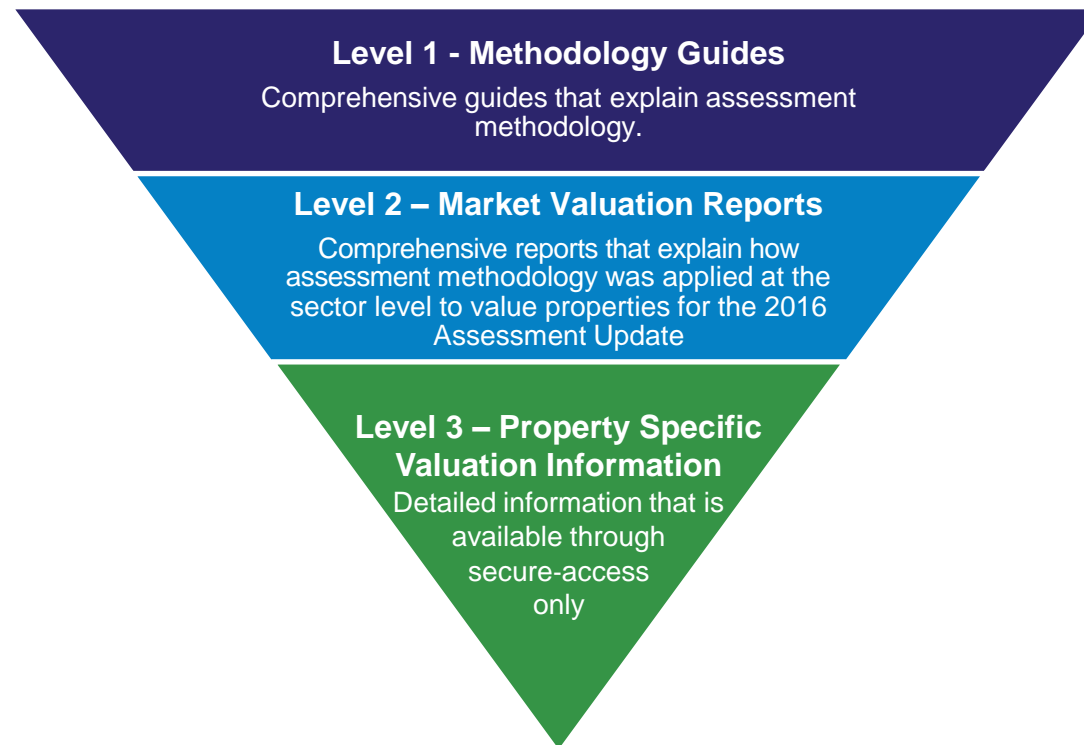 Level 1 - Methodology Guides
Comprehensive guides that explain assessment
methodology.
Level 2 – Market Valuation Reports
Comprehensive reports that explain how
assessment methodology was applied at the
sector level to value properties for the 2016
Assessment Update
Level 3 – Property Specific
Valuation Information
Detailed information that is
available through
secure-access
only